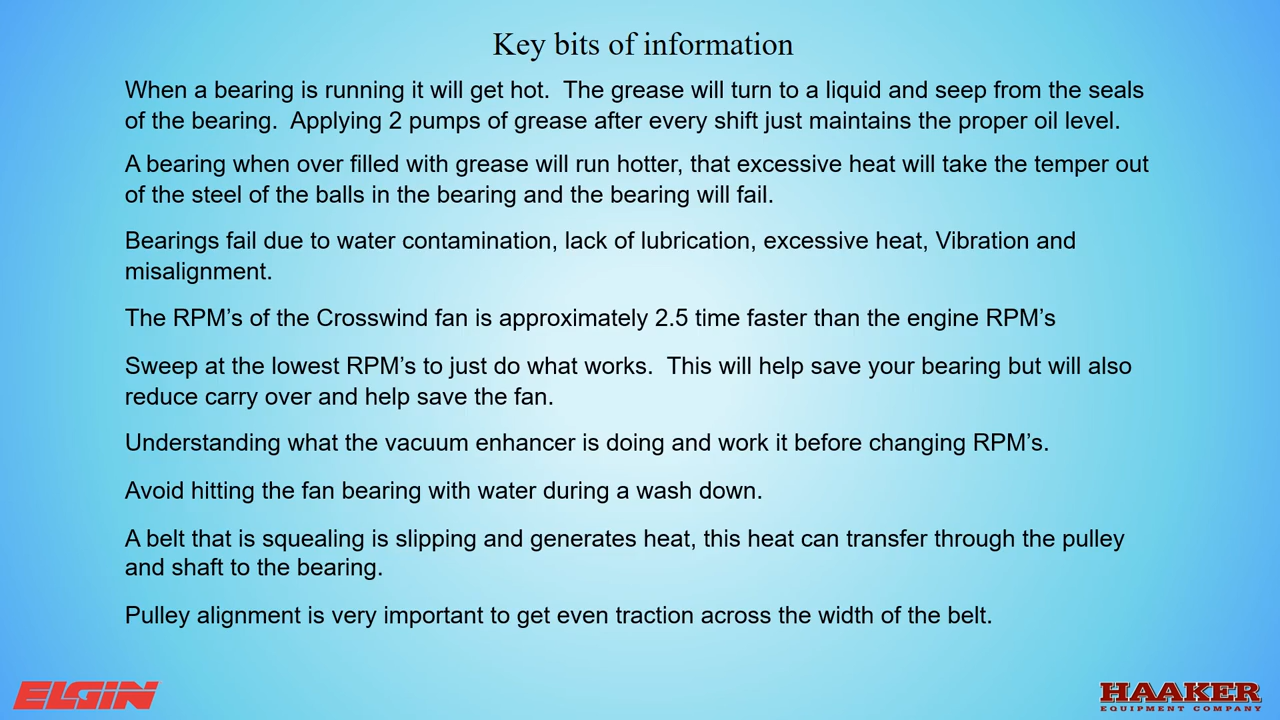 Key bits of information
When a bearing is running it will get hot.  The grease will turn to a liquid and seep from the seals
of the bearing.  Applying 2 pumps of grease after every shift just maintains the proper oil level.
A bearing when over filled with grease will run hotter, that excessive heat will take the temper out
of the steel of the balls in the bearing and the bearing will fail.
Bearings fail due to water contamination, lack of lubrication, excessive heat, Vibration and
misalignment.
The RPM’s of the Crosswind fan is approximately 2.5 time faster than the engine RPM’s
Sweep at the lowest RPM’s to just do what works.  This will help save your bearing but will also
reduce carry over and help save the fan.
Understanding what the vacuum enhancer is doing and work it before changing RPM’s.
Avoid hitting the fan bearing with water during a wash down.
A belt that is squealing is slipping and generates heat, this heat can transfer through the pulley
and shaft to the bearing.
Pulley alignment is very important to get even traction across the width of the belt.
ELGIN
HAAKER
EQUIPMENT COMPANY